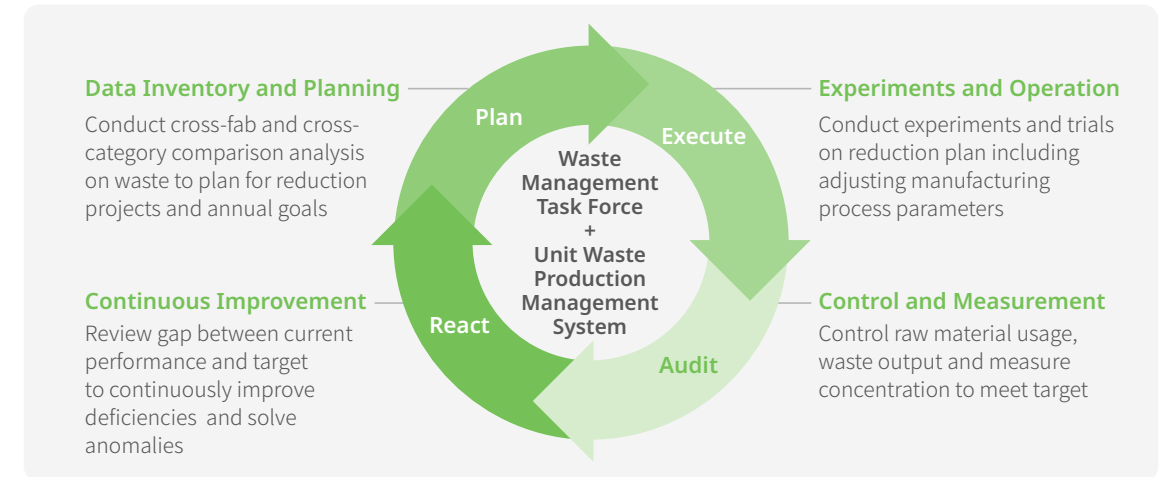 Data Inventory and Planning
Conduct cross-fab and cross-
category comparison analysis
on waste to plan for reduction
projects and annual goals
Plan
Execute
Experiments and Operation
Conduct experiments and trials
on reduction plan including
adjusting manufacturing
process parameters
Waste
Management
Task Force
+
Unit Waste
Production
Management
System
Continuous Improvement
Review gap between current
performance and target
to continuously improve
deficiencies and solve
anomalies
React
Audit
Control and Measurement
Control raw material usage,
waste output and measure
concentration to meet target